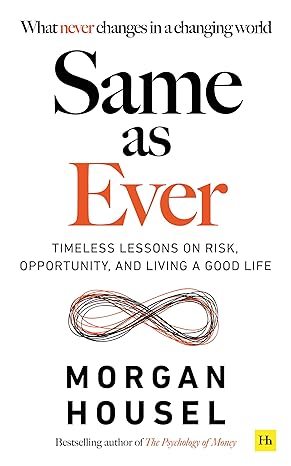 What never changes in a changing world
Same
as
Ever
TIMELESS LESSONS ON RISK,
OPPORTUNITY, AND LIVING A GOOD LIFE
MORGAN
HOUSEL
Bestselling author of The Psychology of Money
hh